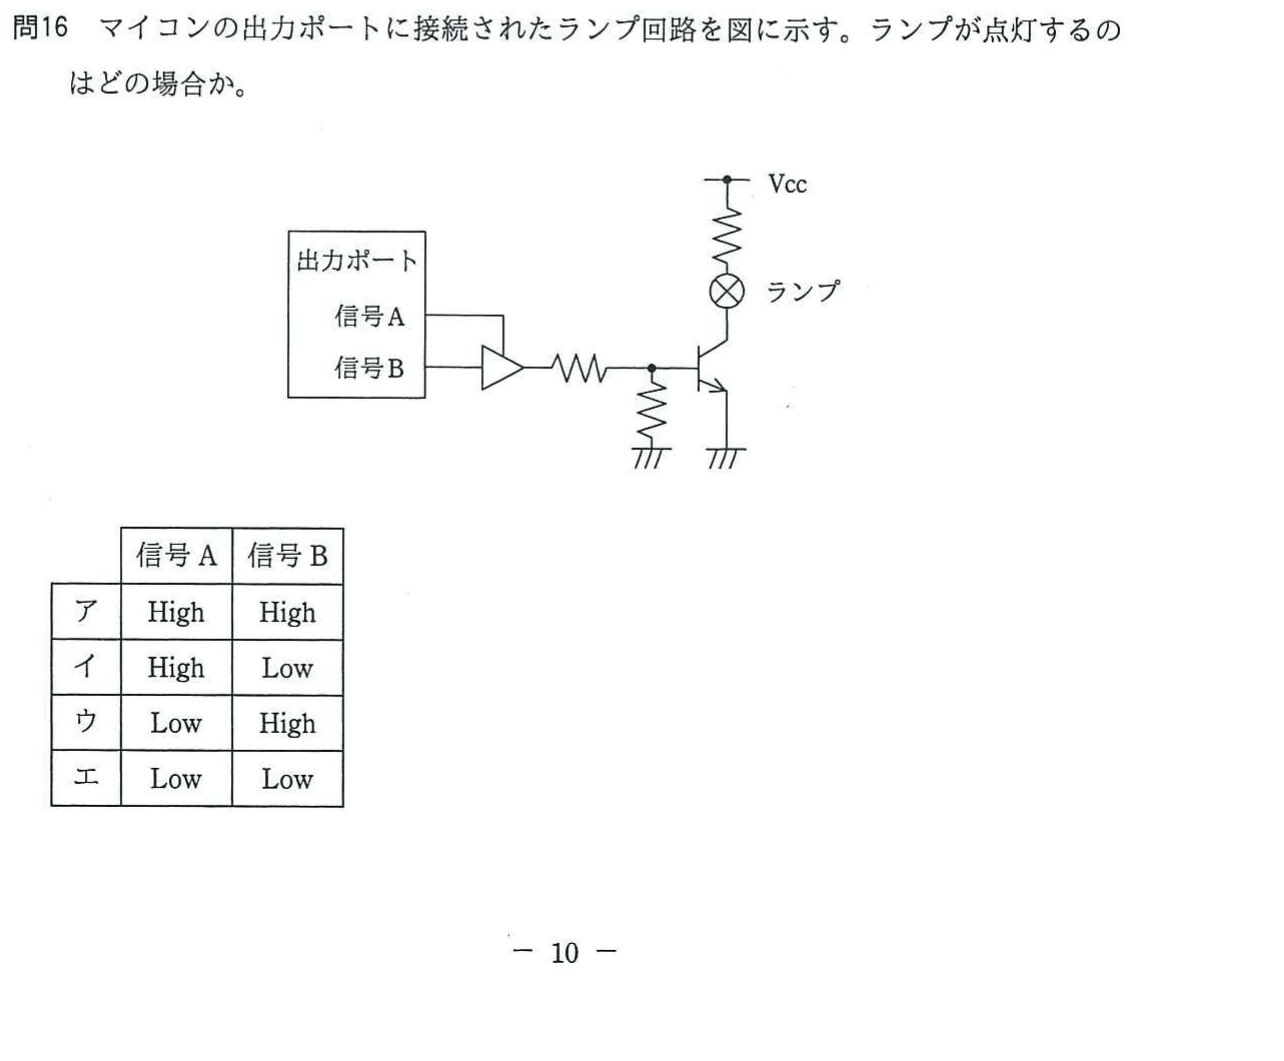 問16　マイコンの出力ポートに接続されたランプ回路を図に示す。ランプが点灯するの
はどの場合か。
Vcc
出力ポート
ランプ
信号A
信号B
信号A 信号B
ア High High
イ High Low
ウ Low High
エ Low Low
－ 10 －